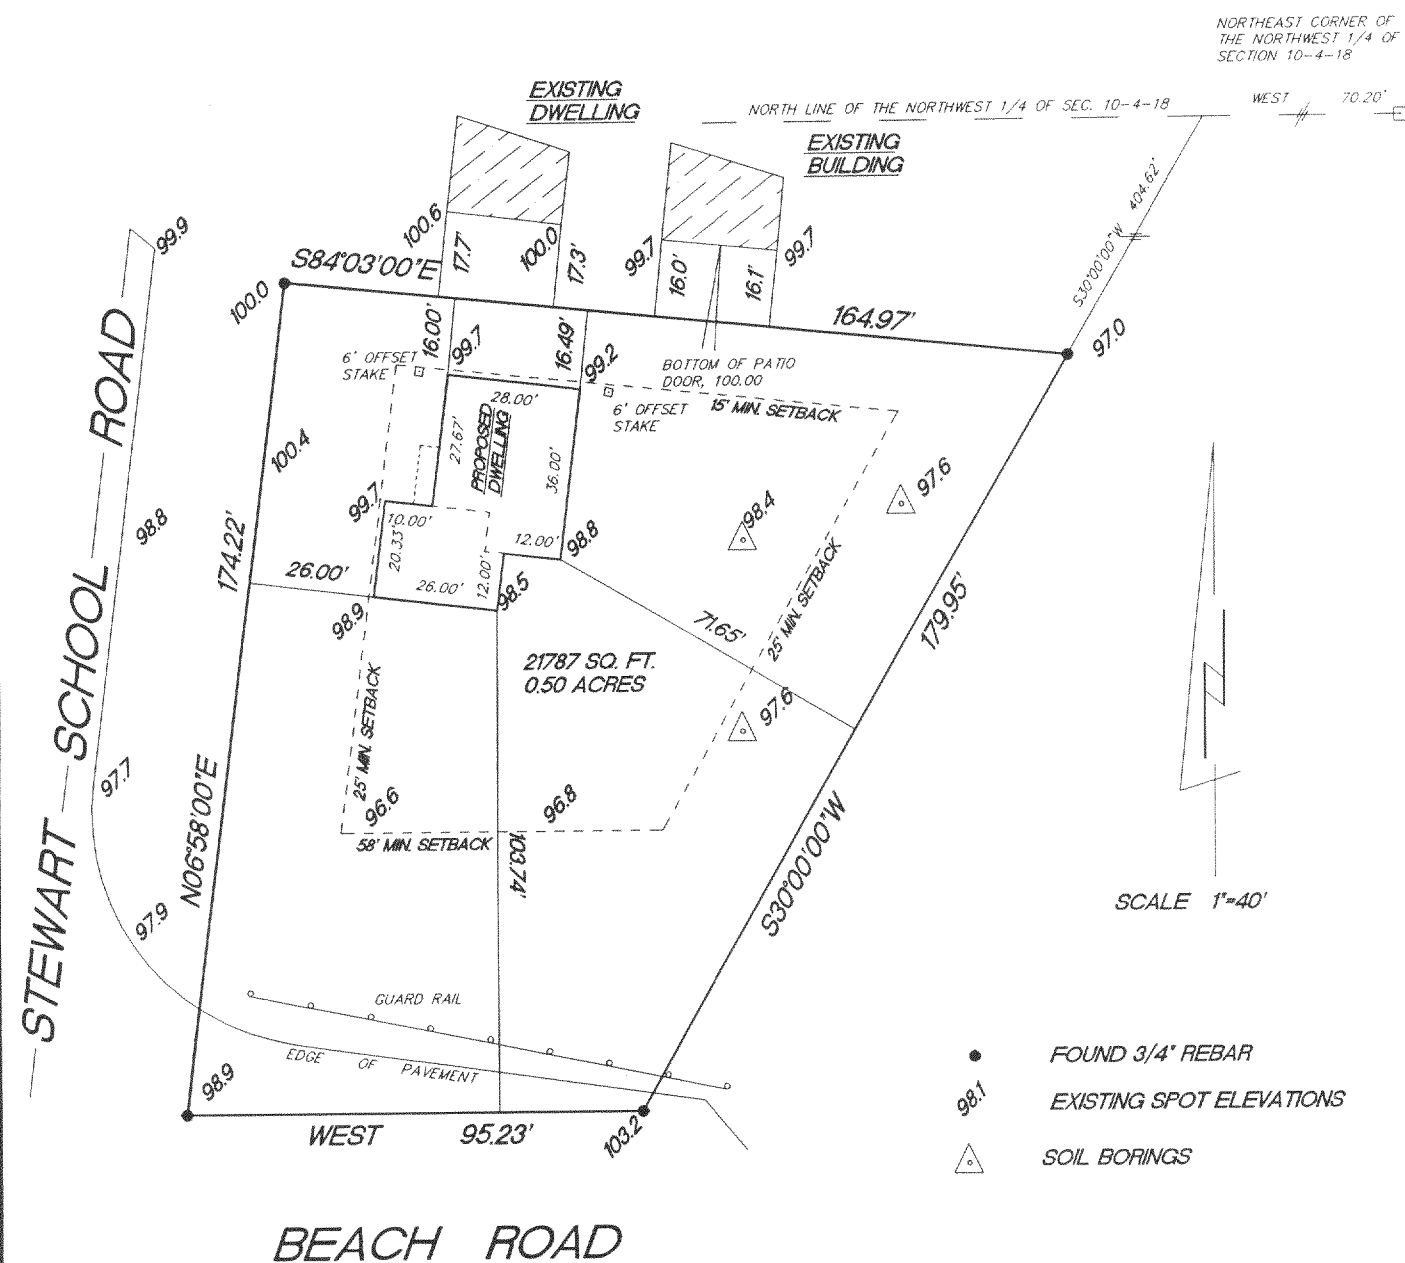 NORTHEAST CORNER OF
THE NORTHWEST 1/4 OF
SECTION 10-4-18
EXISTING
DWELLING
NORTH LINE OF THE NORTHWEST 1/4 OF SEC. 10-4-18
WEST 70.20'
EXISTING
BUILDING
S30°00'00"W 404.62'
99.9
100.6
17.7'
100.0
17.3'
99.7
16.0'
16.1'
99.7
S84°03'00"E
164.97'
100.0
97.0
16.00'
99.7
16.49'
99.2
6' OFFSET
STAKE
BOTTOM OF PATIO
DOOR, 100.00
28.00'
6' OFFSET
STAKE
15' MIN. SETBACK
27.67'
PROPOSED
DWELLING
36.00'
100.4
99.7
98.8
10.00'
20.33'
12.00'
98.8
98.4
97.6
174.22'
26.00'
26.00'
12.00'
98.5
98.9
71.65'
25' MIN. SETBACK
179.95'
21787 SQ. FT.
0.50 ACRES
97.6
25' MIN. SETBACK
97.7
96.6
96.8
58' MIN. SETBACK
103.74'
N06°58'00"E
S30°00'00"W
97.9
SCALE 1"=40'
STEWART SCHOOL ROAD
GUARD RAIL
EDGE OF PAVEMENT
98.9
WEST 95.23'
103.2
FOUND 3/4" REBAR
98.1 EXISTING SPOT ELEVATIONS
SOIL BORINGS
BEACH ROAD